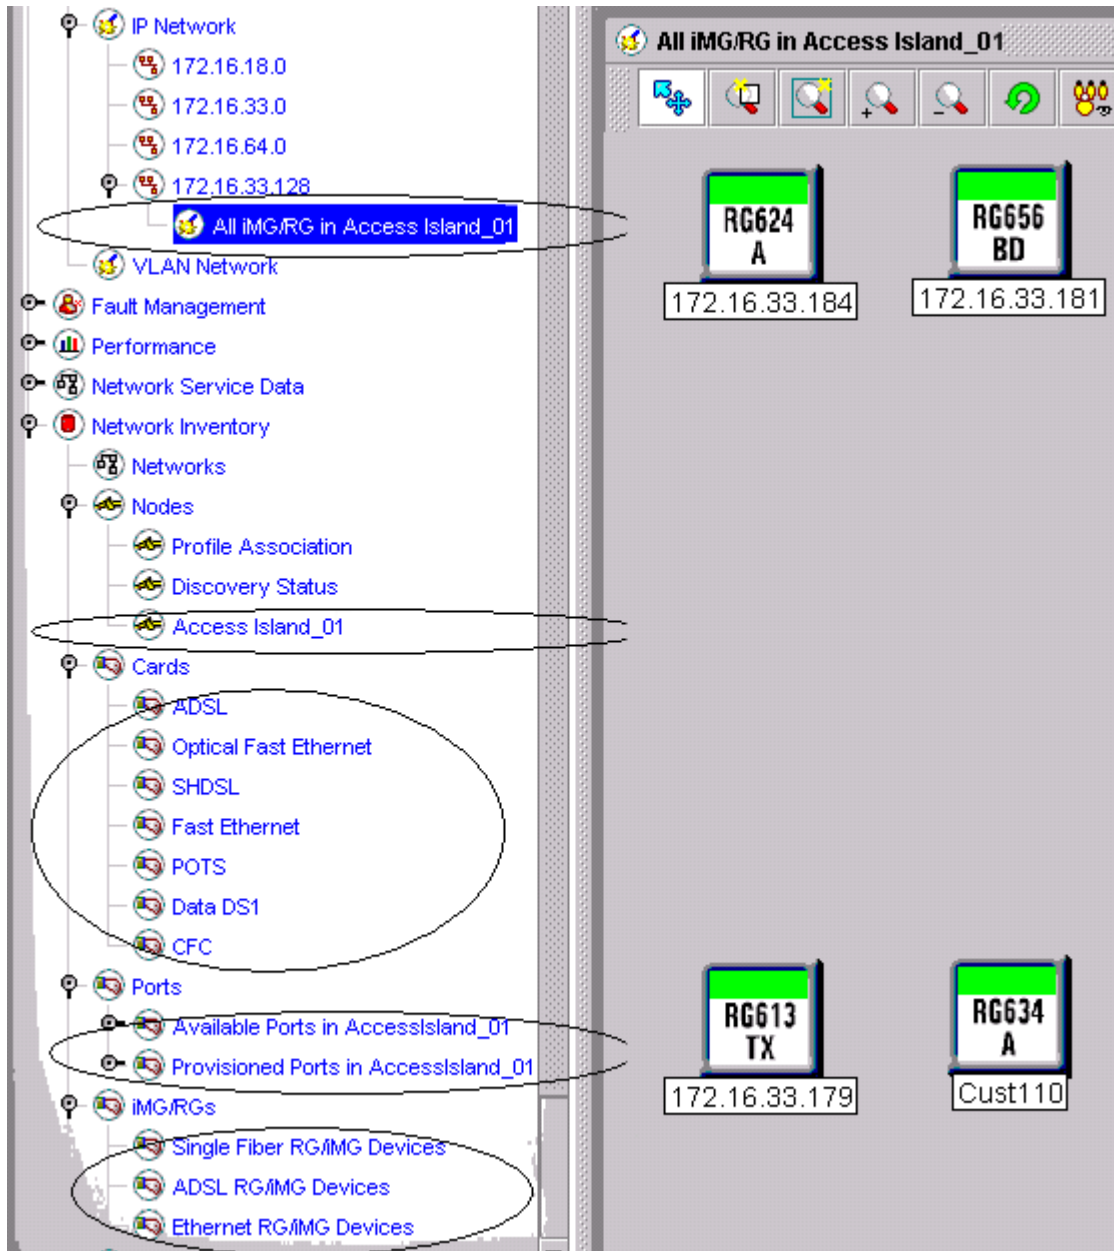 IP Network
172.16.18.0
172.16.33.0
172.16.64.0
172.16.33.128
All iMG/RG in Access Island_01
VLAN Network
Fault Management
Performance
Network Service Data
Network Inventory
Networks
Nodes
Profile Association
Discovery Status
Access Island_01
Cards
ADSL
Optical Fast Ethernet
SHDSL
Fast Ethernet
POTS
Data DS1
CFC
Ports
Available Ports in AccessIsland_01
Provisioned Ports in AccessIsland_01
iMG/RGs
Single Fiber RG/iMG Devices
ADSL RG/iMG Devices
Ethernet RG/iMG Devices
All iMG/RG in Access Island_01
RG624
A
172.16.33.184
RG656
BD
172.16.33.181
RG613
TX
172.16.33.179
RG634
A
Cust110